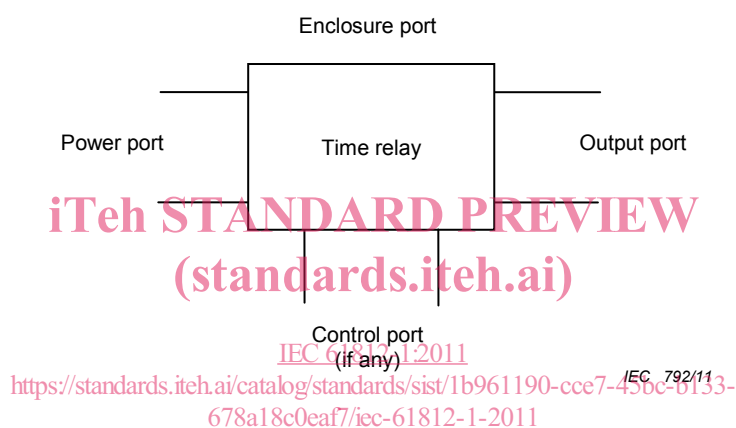 Enclosure port
Power port
Time relay
Output port
iTeh STANDARD PREVIEW
(standards.iteh.ai)
Control port
(if any)
IEC 61812-1:2011
IEC 792/11
https://standards.iteh.ai/catalog/standards/sist/1b961190-cce7-45bc-b133-
678a18c0eaf7/iec-61812-1-2011